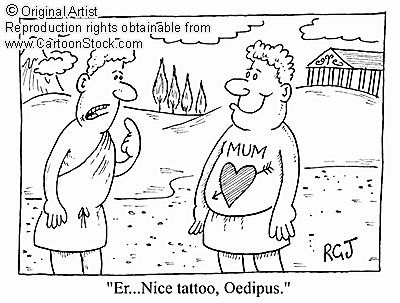 © Original Artist
Reproduction rights obtainable from
www.CartoonStock.com
MUM
RGJ
"Er...Nice tattoo, Oedipus."